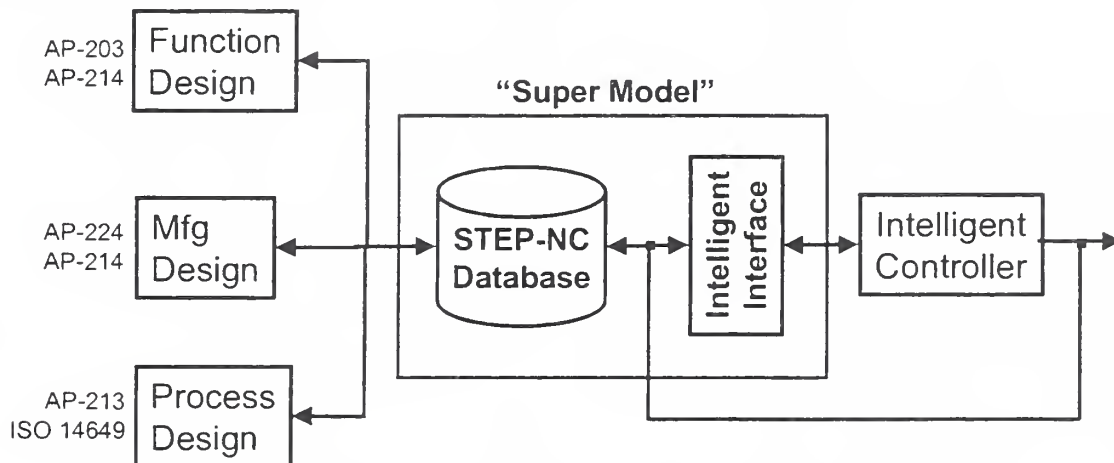 AP-203
AP-214
Function
Design
"Super Model"
AP-224
AP-214
Mfg
Design
STEP-NC
Database
Intelligent
Interface
Intelligent
Controller
AP-213
ISO 14649
Process
Design